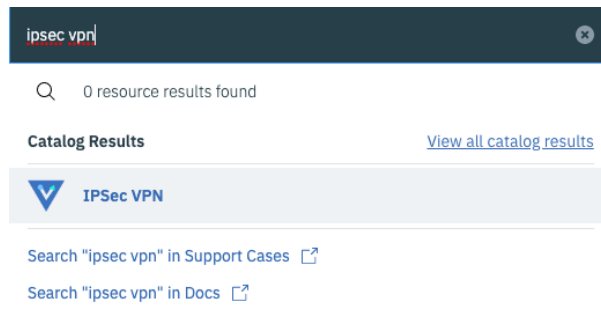 ipsec vpn
0 resource results found
Catalog Results View all catalog results
IPSec VPN
Search "ipsec vpn" in Support Cases
Search "ipsec vpn" in Docs